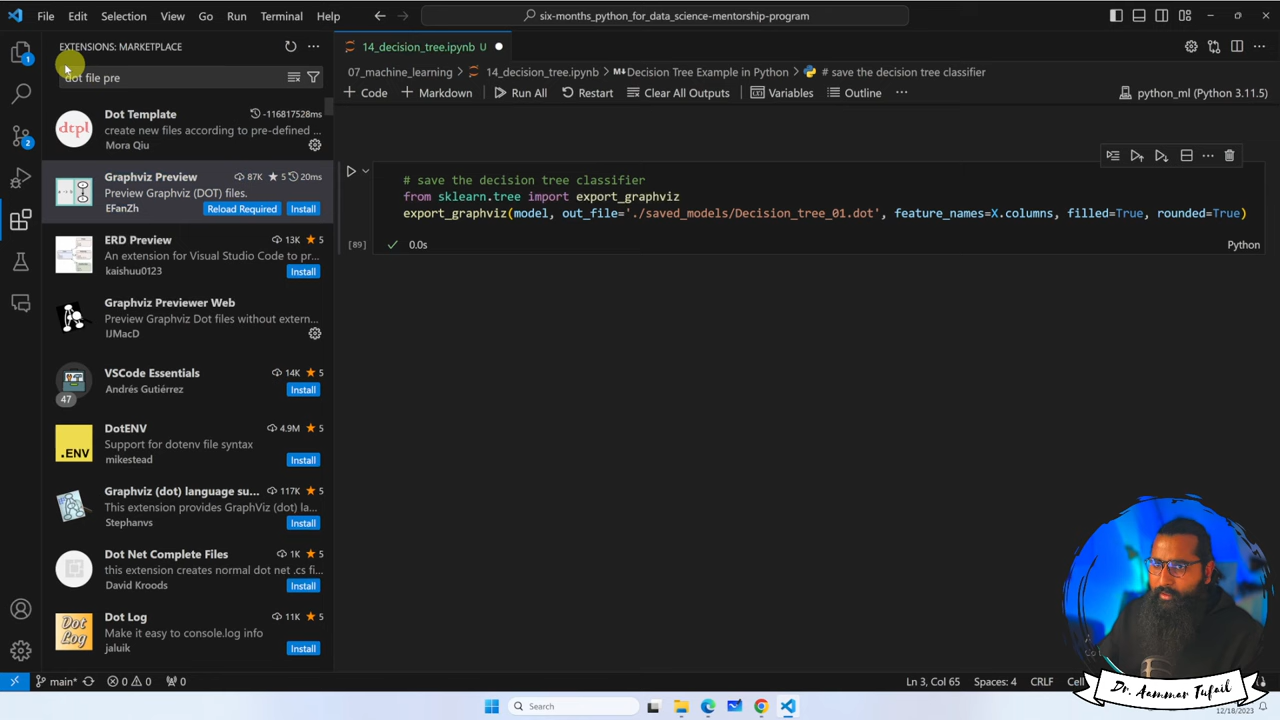 File Edit Selection View Go Run Terminal Help
six-months_python_for_data_science-mentorship-program
EXTENSIONS: MARKETPLACE
dot file pre
Dot Template -116817528ms
create new files according to pre-defined ...
Mora Qiu
Graphviz Preview 87K 5 20ms
Preview Graphviz (DOT) files.
EFanZh Reload Required Install
ERD Preview 13K 5
An extension for Visual Studio Code to pr...
kaishuu0123 Install
Graphviz Previewer Web
Preview Graphviz Dot files without extern...
IJMacD
VSCode Essentials 14K 5
Andrés Gutiérrez Install
47
DotENV 4.9M 5
Support for dotenv file syntax
mikestead Install
Graphviz (dot) language su... 117K 5
This extension provides GraphViz (dot) la...
Stephanvs Install
Dot Net Complete Files 1K 5
this extension creates normal dot net .cs fi...
David Kroods Install
Dot Log 11K 5
Make it easy to console.log info
jaluik Install
14_decision_tree.ipynb U
07_machine_learning > 14_decision_tree.ipynb > Decision Tree Example in Python > # save the decision tree classifier
+ Code + Markdown Run All Restart Clear All Outputs Variables Outline ... python_ml (Python 3.11.5)
# save the decision tree classifier
from sklearn.tree import export_graphviz
export_graphviz(model, out_file='./saved_models/Decision_tree_01.dot', feature_names=X.columns, filled=True, rounded=True)
[89] 0.0s Python
main* 0 0 0 Ln 3, Col 65 Spaces: 4 CRLF Cell
1
2
Dr. Aammar Tufail
Search
12/18/2023